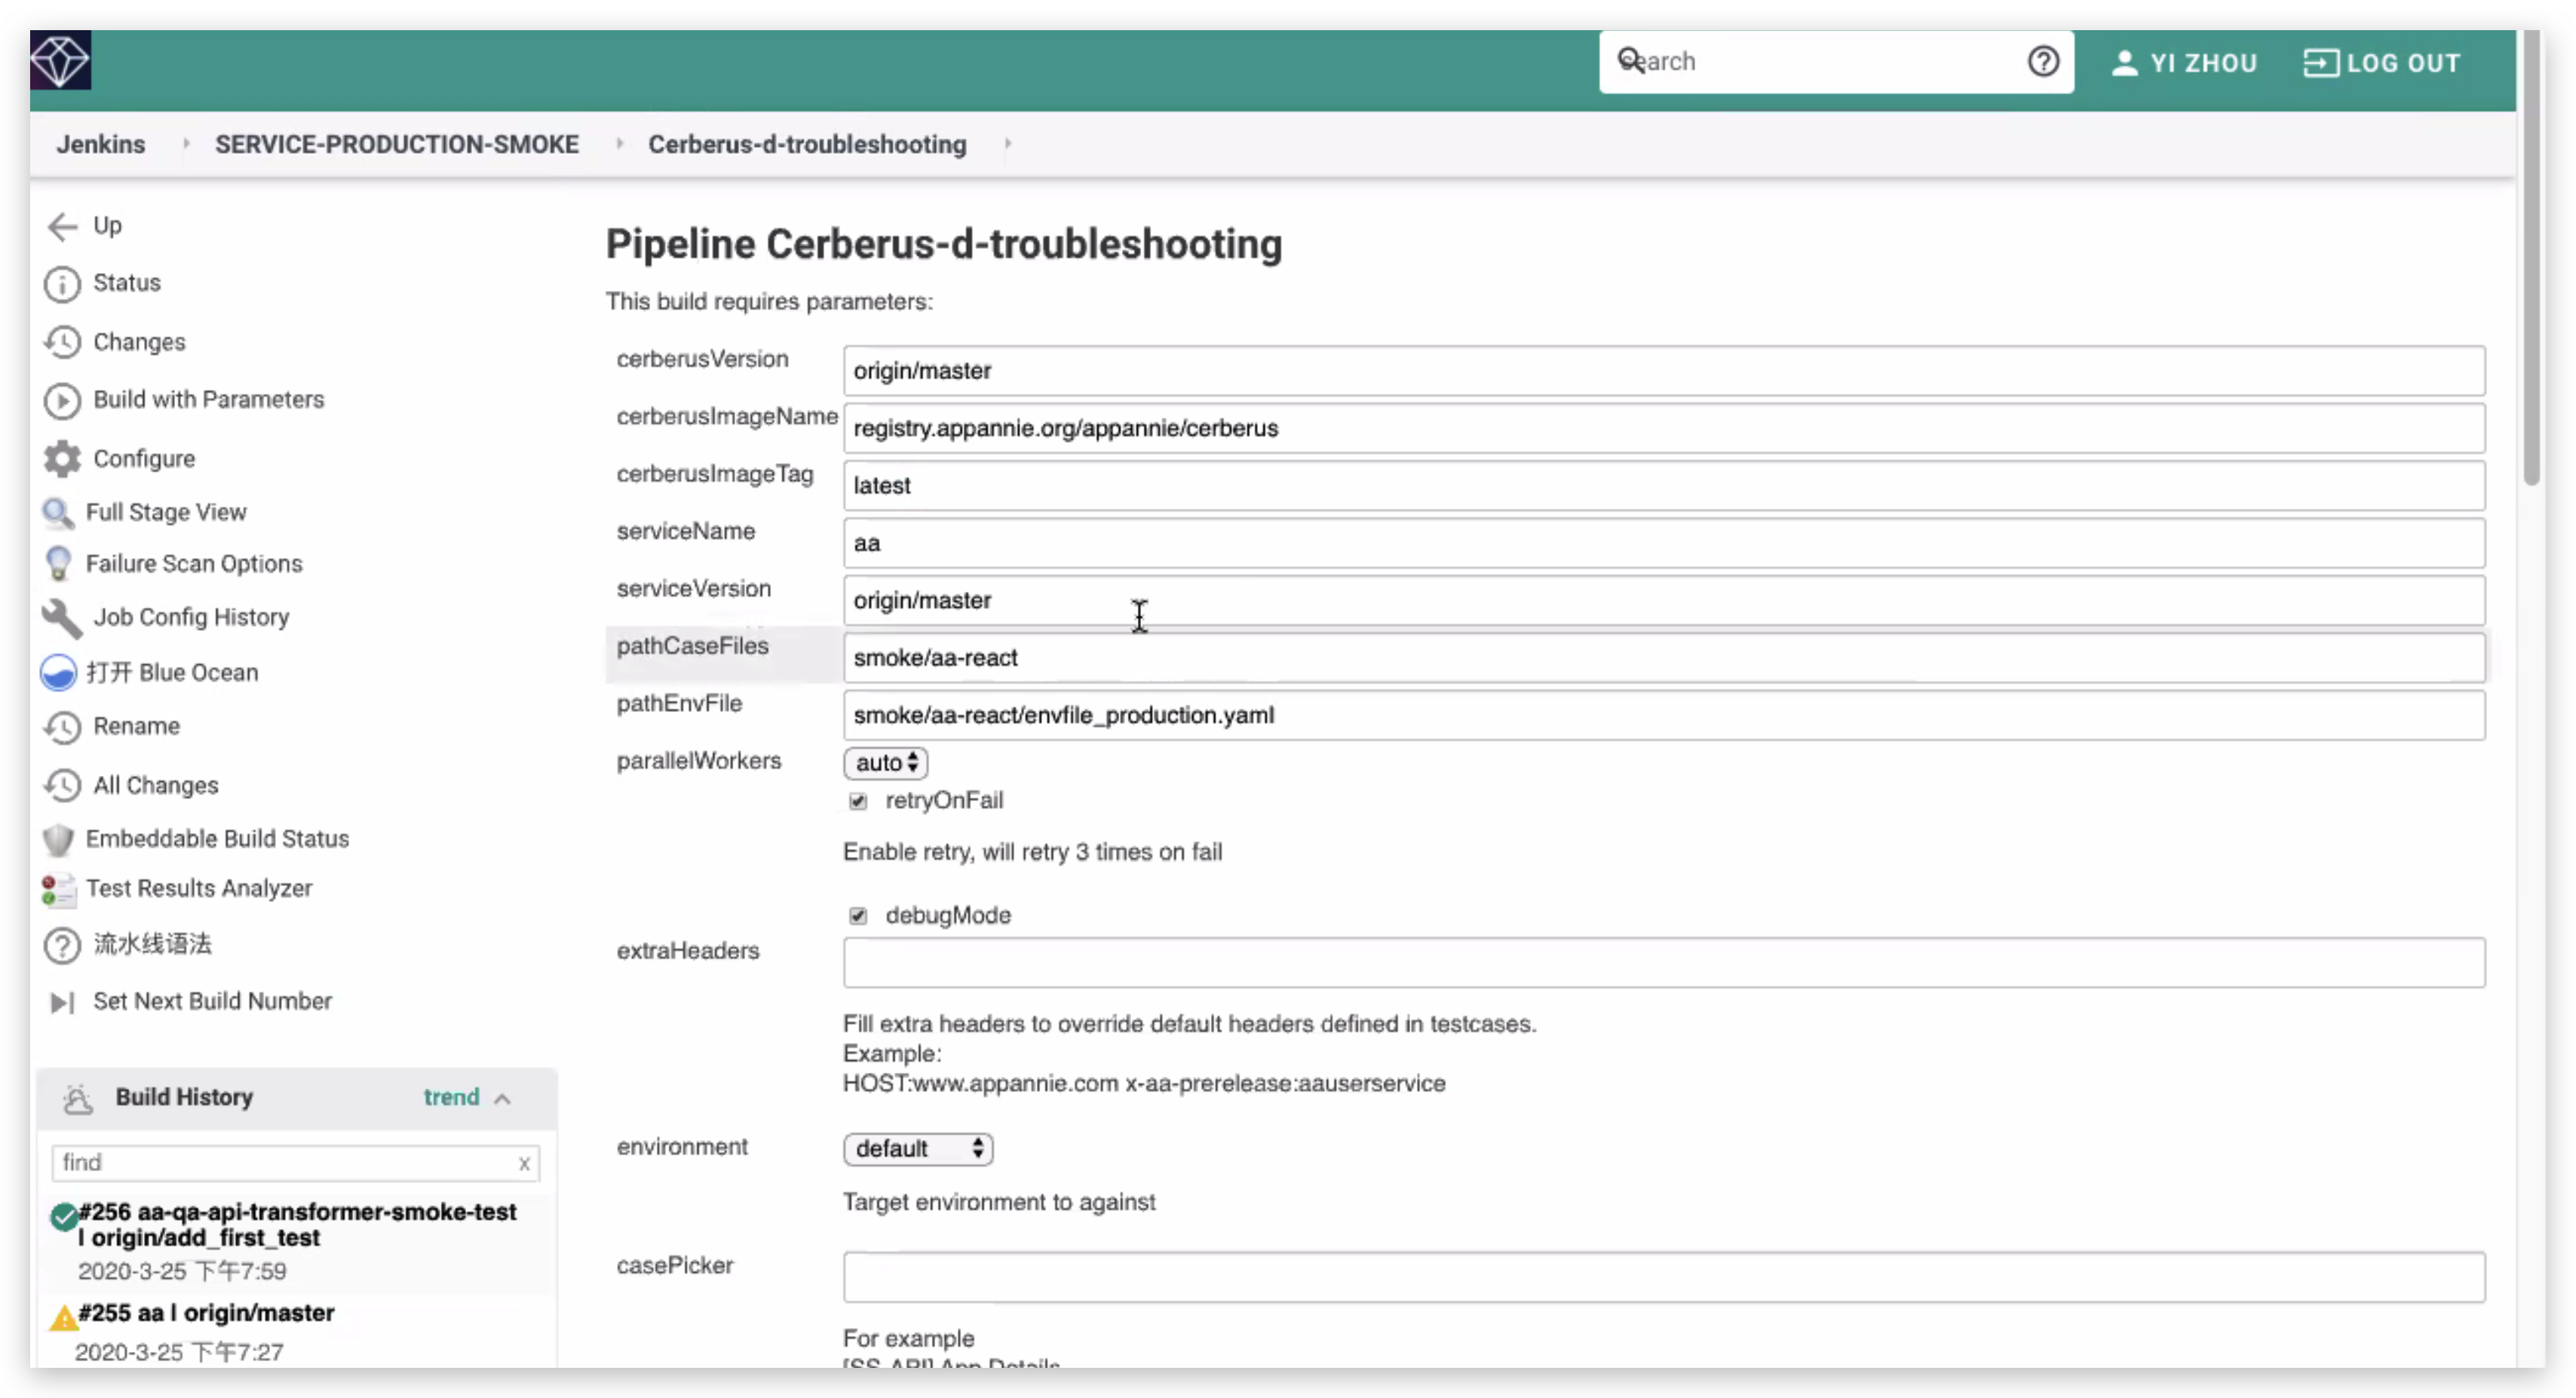 Search
YI ZHOU
LOG OUT
Jenkins
SERVICE-PRODUCTION-SMOKE
Cerberus-d-troubleshooting
Up
Status
Changes
Build with Parameters
Configure
Full Stage View
Failure Scan Options
Job Config History
打开 Blue Ocean
Rename
All Changes
Embeddable Build Status
Test Results Analyzer
流水线语法
Set Next Build Number
Build History trend
find x
#256 aa-qa-api-transformer-smoke-test
| origin/add_first_test
2020-3-25 下午7:59
#255 aa | origin/master
2020-3-25 下午7:27
Pipeline Cerberus-d-troubleshooting
This build requires parameters:
cerberusVersion origin/master
cerberusImageName registry.appannie.org/appannie/cerberus
cerberusImageTag latest
serviceName aa
serviceVersion origin/master
pathCaseFiles smoke/aa-react
pathEnvFile smoke/aa-react/envfile_production.yaml
parallelWorkers auto
retryOnFail
Enable retry, will retry 3 times on fail
debugMode
extraHeaders
Fill extra headers to override default headers defined in testcases.
Example:
HOST:www.appannie.com x-aa-prerelease:aauserservice
environment default
Target environment to against
casePicker
For example
[SS-API] App Details